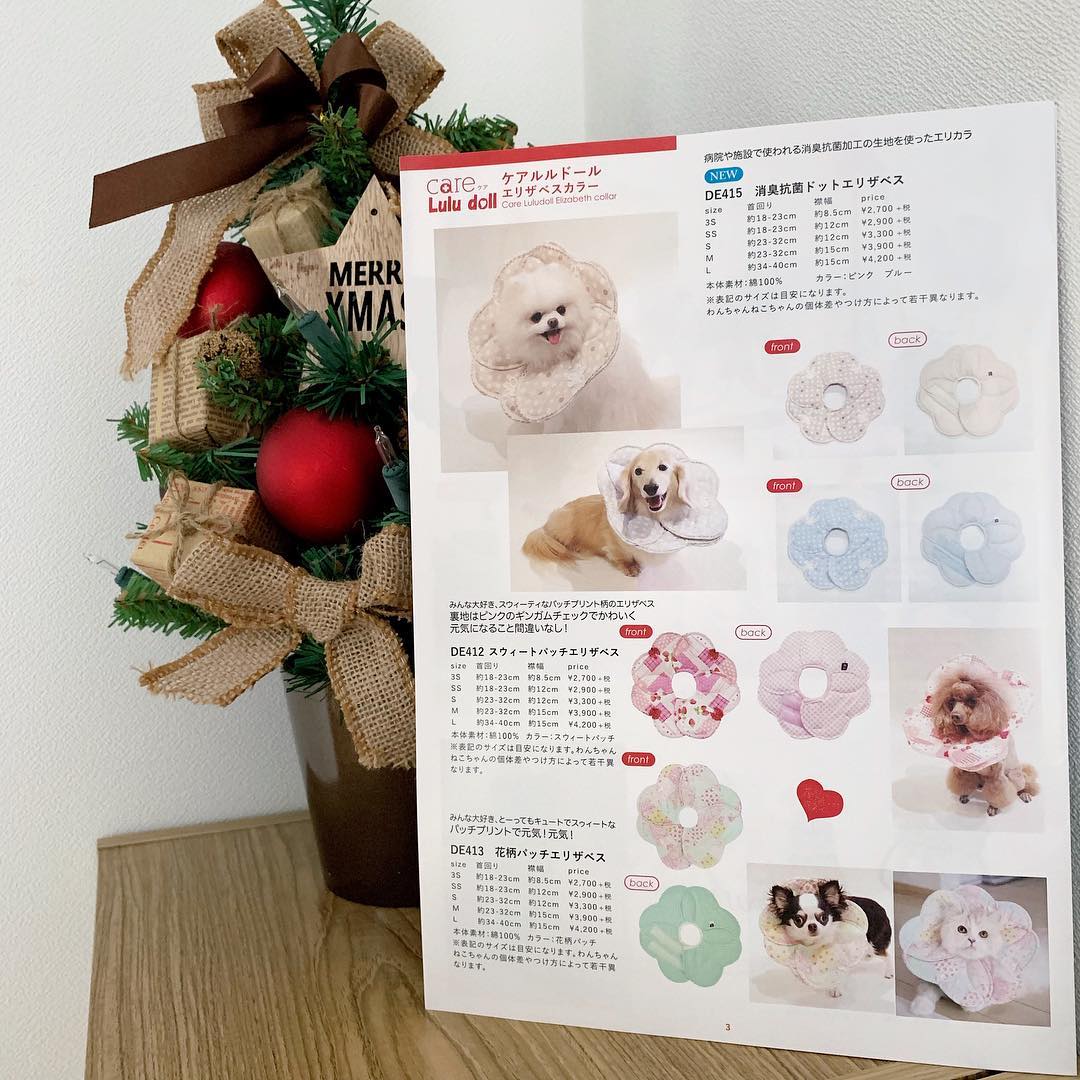 MERR
XMAS
care ケア
Lulu doll
ケアルルドール
エリザベスカラー
Care Luludoll Elizabeth collar
病院や施設で使われる消臭抗菌加工の生地を使ったエリカラ
NEW
DE415 消臭抗菌ドットエリザベス
size 首回り 襟幅 price
3S 約18-23cm 約8.5cm ¥2,700+税
SS 約18-23cm 約12cm ¥2,900+税
S 約23-32cm 約12cm ¥3,300+税
M 約23-32cm 約15cm ¥3,900+税
L 約34-40cm 約15cm ¥4,200+税
本体素材:綿100% カラー:ピンク ブルー
※表記のサイズは目安になります。
わんちゃんねこちゃんの個体差やつけ方によって若干異なります。
front
back
front
back
みんな大好き、スウィーティなパッチプリント柄のエリザベス
裏地はピンクのギンガムチェックでかわいく
元気になること間違いなし!
DE412 スウィートパッチエリザベス
size 首回り 襟幅 price
3S 約18-23cm 約8.5cm ¥2,700+税
SS 約18-23cm 約12cm ¥2,900+税
S 約23-32cm 約12cm ¥3,300+税
M 約23-32cm 約15cm ¥3,900+税
L 約34-40cm 約15cm ¥4,200+税
本体素材:綿100% カラー:スウィートパッチ
※表記のサイズは目安になります。わんちゃん
ねこちゃんの個体差やつけ方によって若干異
なります。
front
back
front
back
みんな大好き、とーってもキュートでスウィートな
パッチプリントで元気!元気!
DE413 花柄パッチエリザベス
size 首回り 襟幅 price
3S 約18-23cm 約8.5cm ¥2,700+税
SS 約18-23cm 約12cm ¥2,900+税
S 約23-32cm 約12cm ¥3,300+税
M 約23-32cm 約15cm ¥3,900+税
L 約34-40cm 約15cm ¥4,200+税
本体素材:綿100% カラー:花柄パッチ
※表記のサイズは目安になります。わんちゃん
ねこちゃんの個体差やつけ方によって若干異
なります。
3